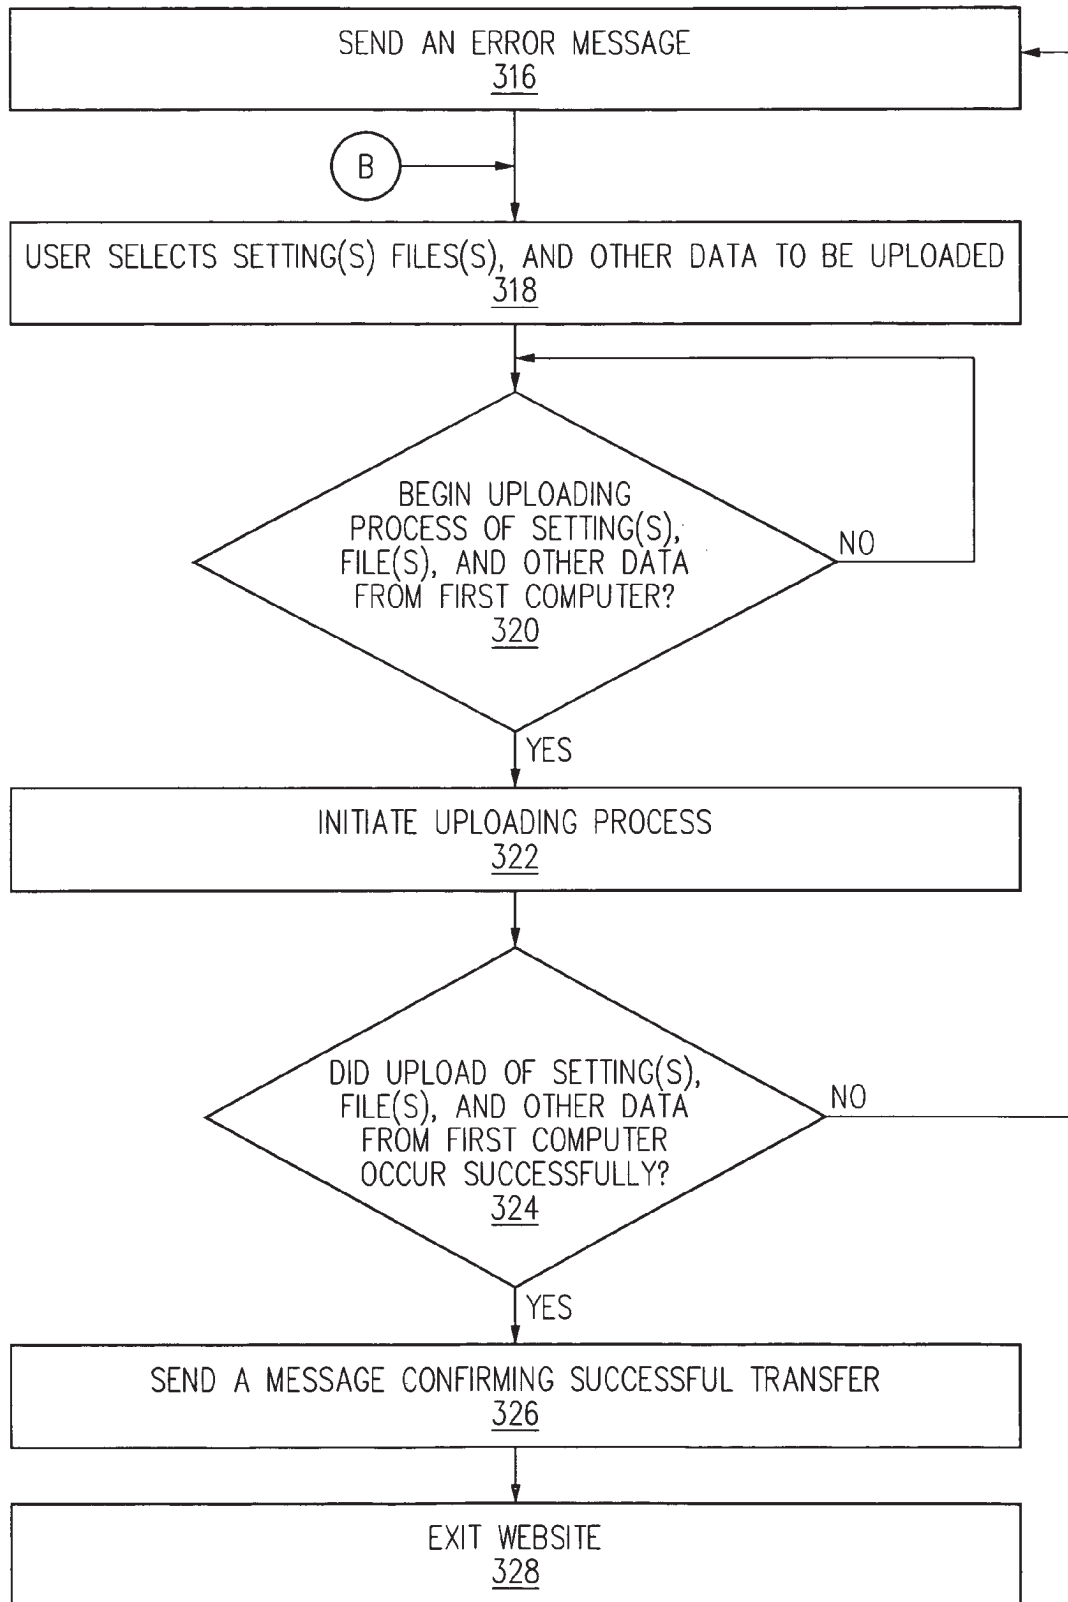 SEND AN ERROR MESSAGE
316
B
USER SELECTS SETTING(S) FILES(S), AND OTHER DATA TO BE UPLOADED
318
BEGIN UPLOADING
PROCESS OF SETTING(S),
FILE(S), AND OTHER DATA
FROM FIRST COMPUTER?
320
NO
YES
INITIATE UPLOADING PROCESS
322
DID UPLOAD OF SETTING(S),
FILE(S), AND OTHER DATA
FROM FIRST COMPUTER
OCCUR SUCCESSFULLY?
324
NO
YES
SEND A MESSAGE CONFIRMING SUCCESSFUL TRANSFER
326
EXIT WEBSITE
328